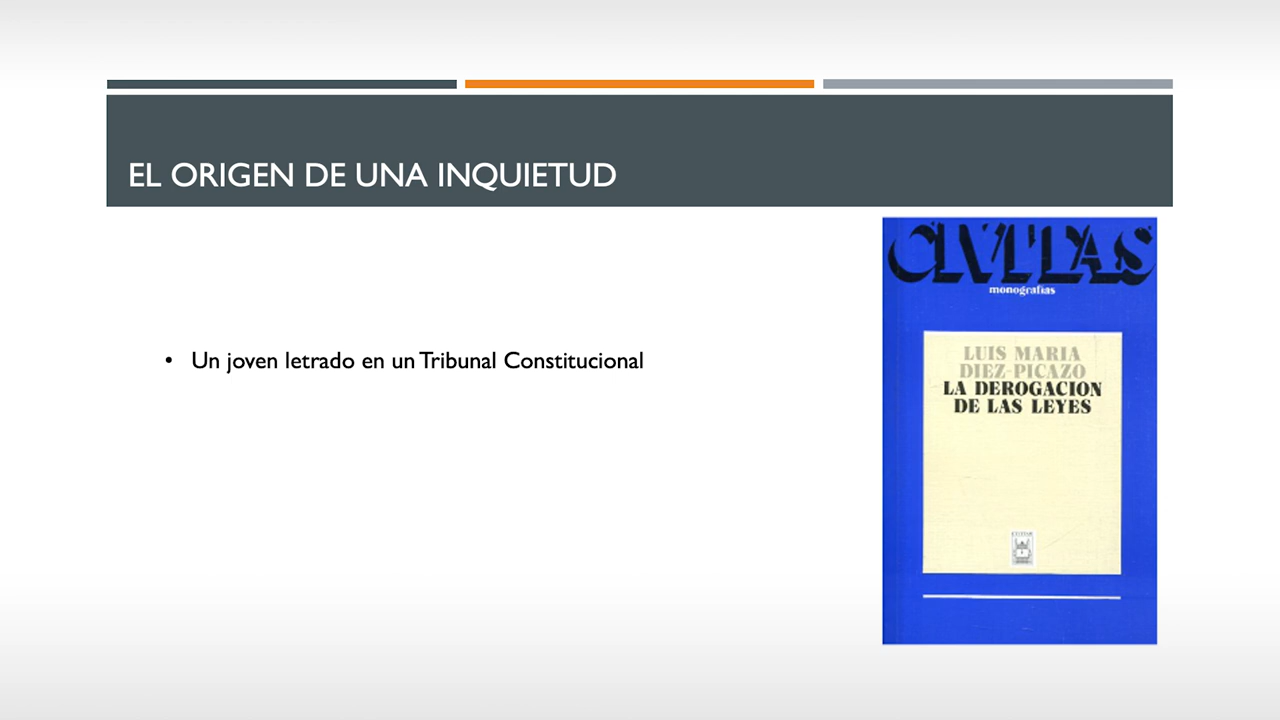 EL ORIGEN DE UNA INQUIETUD
• Un joven letrado en un Tribunal Constitucional
CIVITAS
monografías
LUIS MARIA
DIEZ-PICAZO
LA DEROGACION
DE LAS LEYES